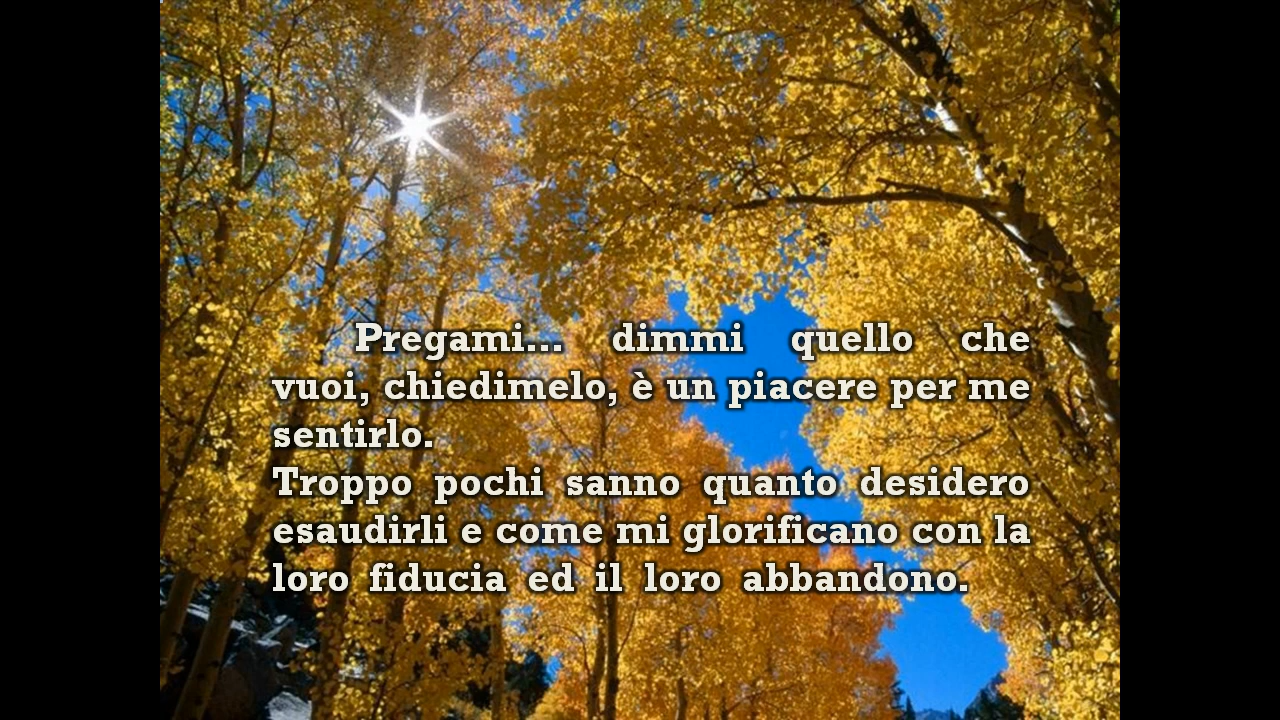 Pregami... dimmi quello che
vuoi, chiedimelo, è un piacere per me
sentirlo.
Troppo pochi sanno quanto desidero
esaudirli e come mi glorificano con la
loro fiducia ed il loro abbandono.